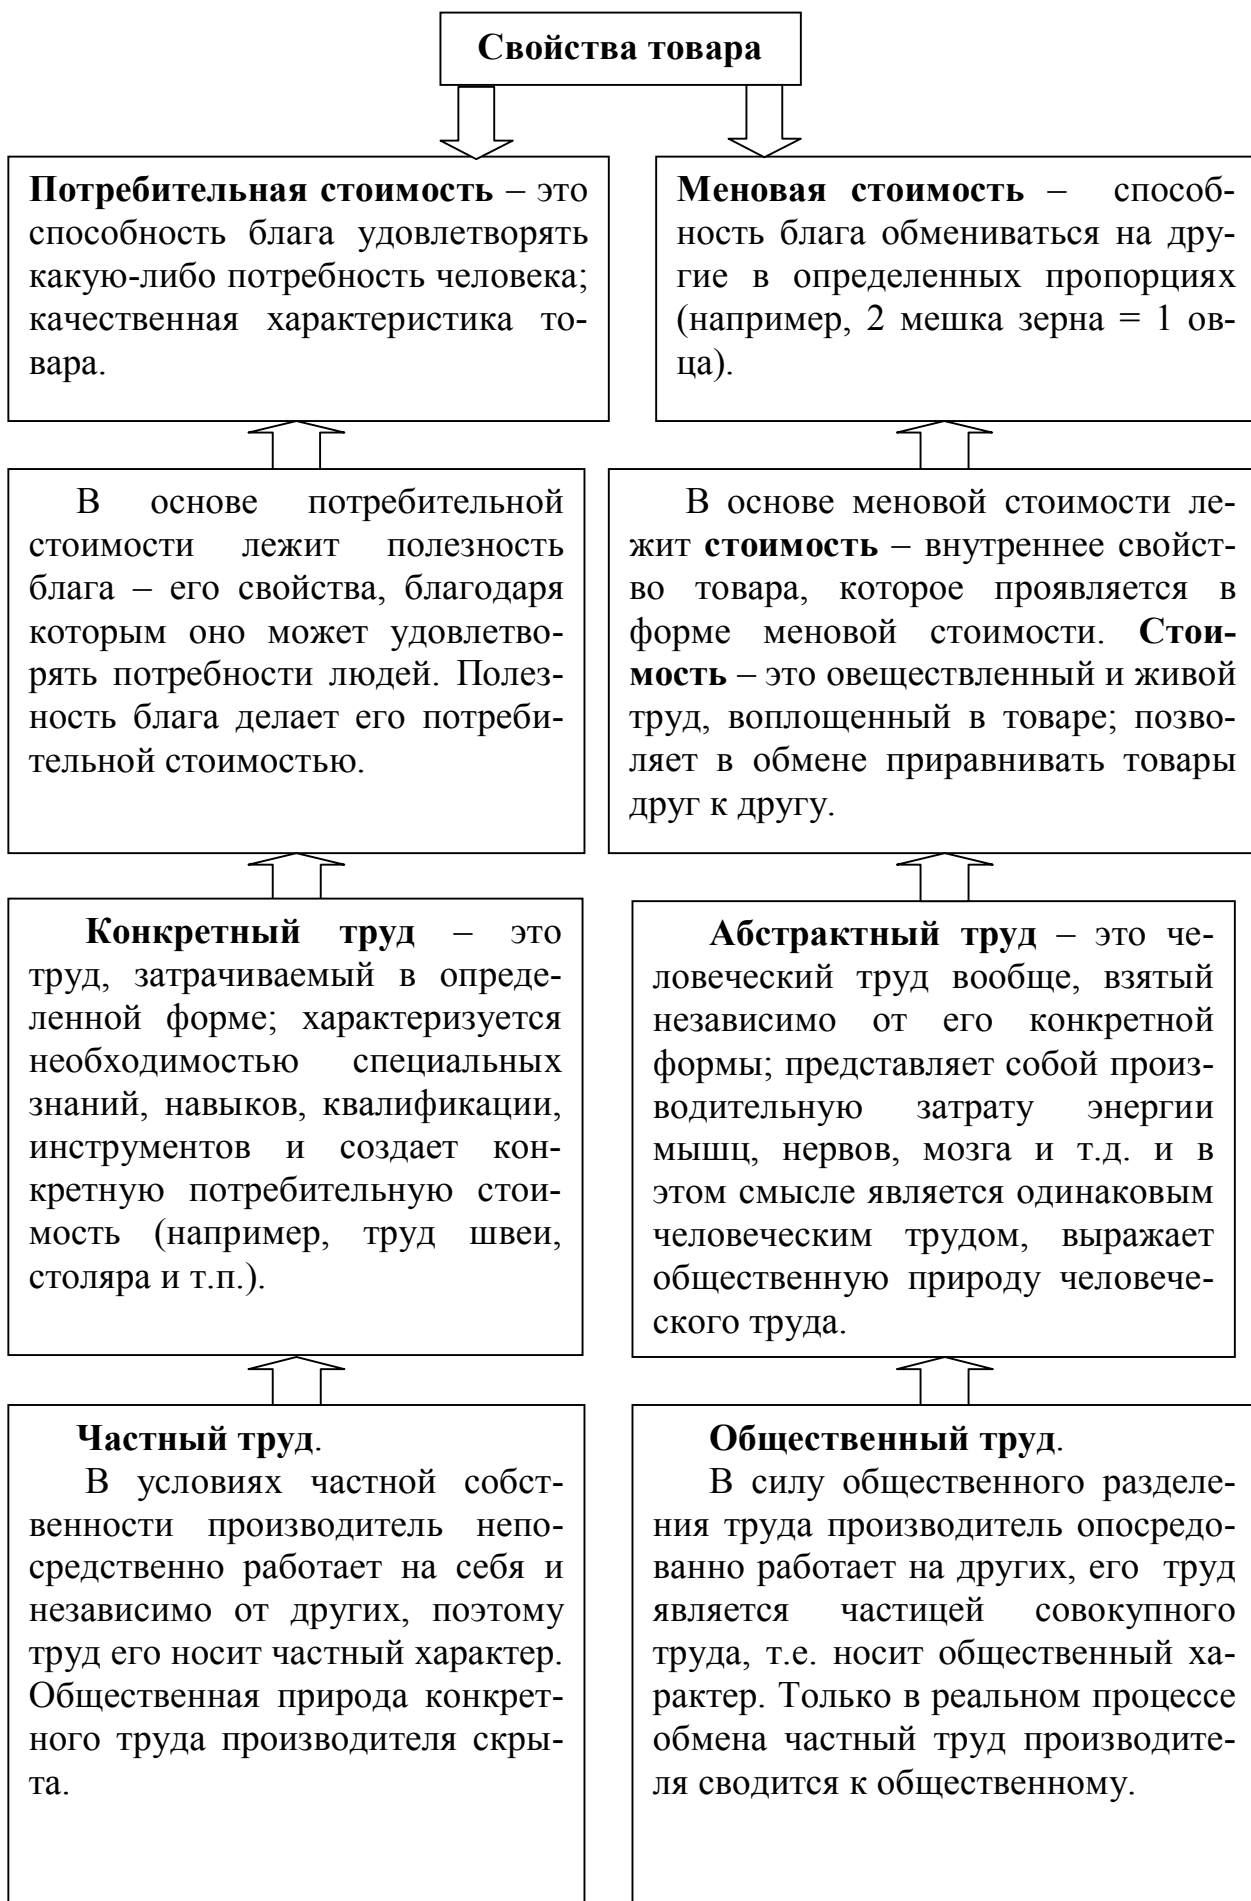 Свойства товара
Потребительная стоимость – это
способность блага удовлетворять
какую-либо потребность человека;
качественная характеристика то-
вара.
Меновая стоимость – способ-
ность блага обмениваться на дру-
гие в определенных пропорциях
(например, 2 мешка зерна = 1 ов-
ца).
В основе потребительной
стоимости лежит полезность
блага – его свойства, благодаря
которым оно может удовлетво-
рять потребности людей. Полез-
ность блага делает его потреби-
тельной стоимостью.
В основе меновой стоимости ле-
жит стоимость – внутреннее свойст-
во товара, которое проявляется в
форме меновой стоимости. Стои-
мость – это овеществленный и живой
труд, воплощенный в товаре; позво-
ляет в обмене приравнивать товары
друг к другу.
Конкретный труд – это
труд, затрачиваемый в опреде-
ленной форме; характеризуется
необходимостью специальных
знаний, навыков, квалификации,
инструментов и создает кон-
кретную потребительную стои-
мость (например, труд швеи,
столяра и т.п.).
Абстрактный труд – это че-
ловеческий труд вообще, взятый
независимо от его конкретной
формы; представляет собой произ-
водительную затрату энергии
мышц, нервов, мозга и т.д. и в
этом смысле является одинаковым
человеческим трудом, выражает
общественную природу человече-
ского труда.
Частный труд.
В условиях частной собст-
венности производитель непо-
средственно работает на себя и
независимо от других, поэтому
труд его носит частный характер.
Общественная природа конкрет-
ного труда производителя скры-
та.
Общественный труд.
В силу общественного разделе-
ния труда производитель опосредо-
ванно работает на других, его труд
является частицей совокупного
труда, т.е. носит общественный ха-
рактер. Только в реальном процессе
обмена частный труд производите-
ля сводится к общественному.